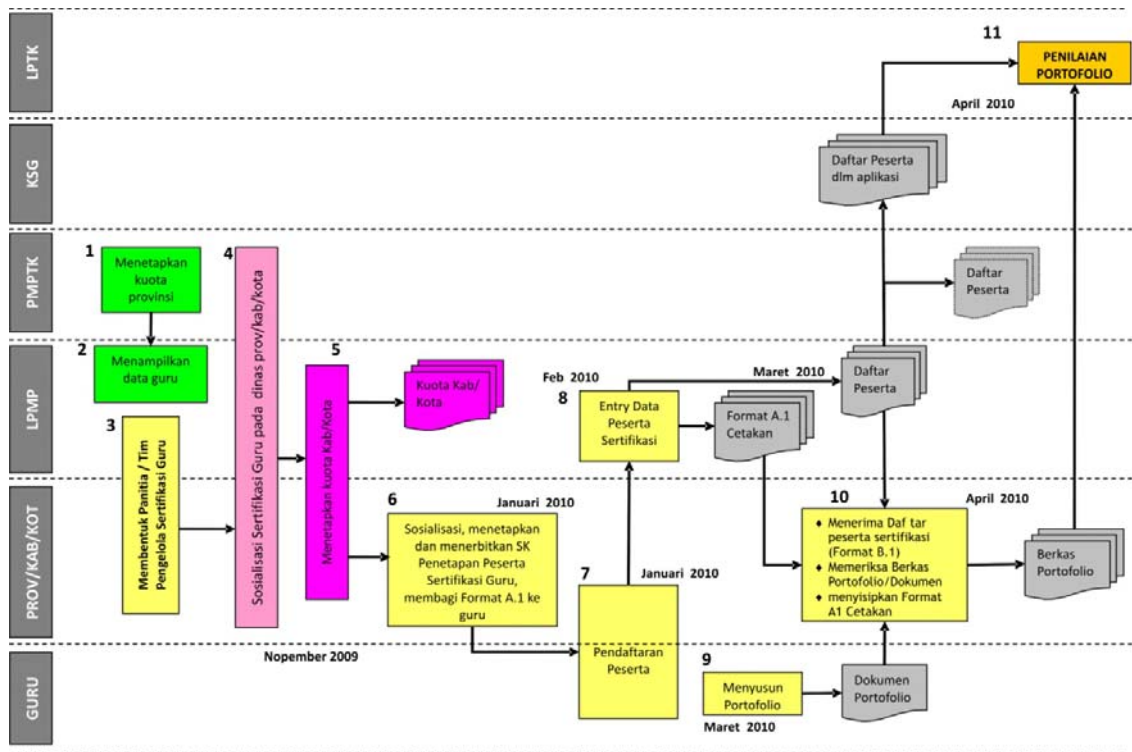 LPTK
KSG
PMPTK
LPMP
PROV/KAB/KOT
GURU
1
Menetapkan
kuota
provinsi
2
Menampilkan
data guru
3
Membentuk Panitia / Tim
Pengelola Sertifikasi Guru
4
Sosialisasi Sertifikasi Guru pada dinas prov/kab/kota
Nopember 2009
5
Menetapkan kuota Kab/Kota
Kuota Kab/
Kota
6
Januari 2010
Sosialisasi, menetapkan
dan menerbitkan SK
Penetapan Peserta
Sertifikasi Guru,
membagi Format A.1 ke
guru
7
Januari 2010
Pendaftaran
Peserta
Feb 2010
8
Entry Data
Peserta
Sertifikasi
Format A.1
Cetakan
Maret 2010
Daftar
Peserta
Daftar
Peserta
Daftar Peserta
dlm aplikasi
9
Menyusun
Portofolio
Maret 2010
Dokumen
Portofolio
10
April 2010
♦ Menerima Daf tar
peserta sertifikasi
(Format B.1)
♦ Memeriksa Berkas
Portofolio/Dokumen
♦ menyisipkan Format
A1 Cetakan
Berkas
Portofolio
11
PENILAIAN
PORTOFOLIO
April 2010